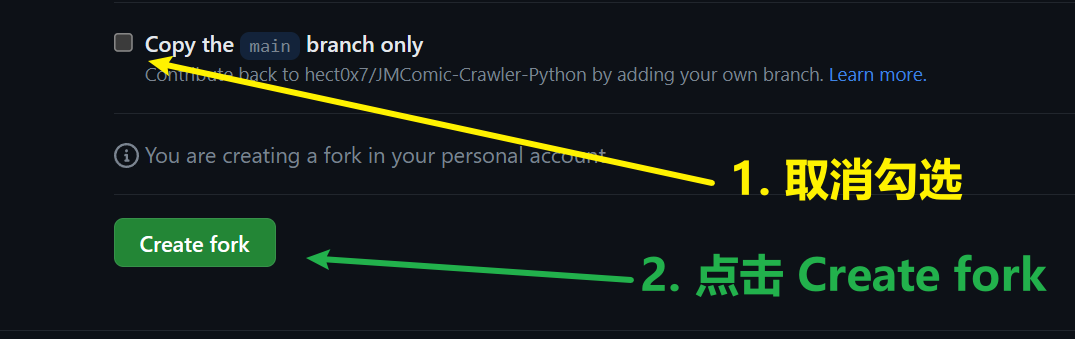 Copy the main branch only
Contribute back to hect0x7/JMComic-Crawler-Python by adding your own branch. Learn more.
You are creating a fork in your personal account.
1. 取消勾选
Create fork
2. 点击 Create fork